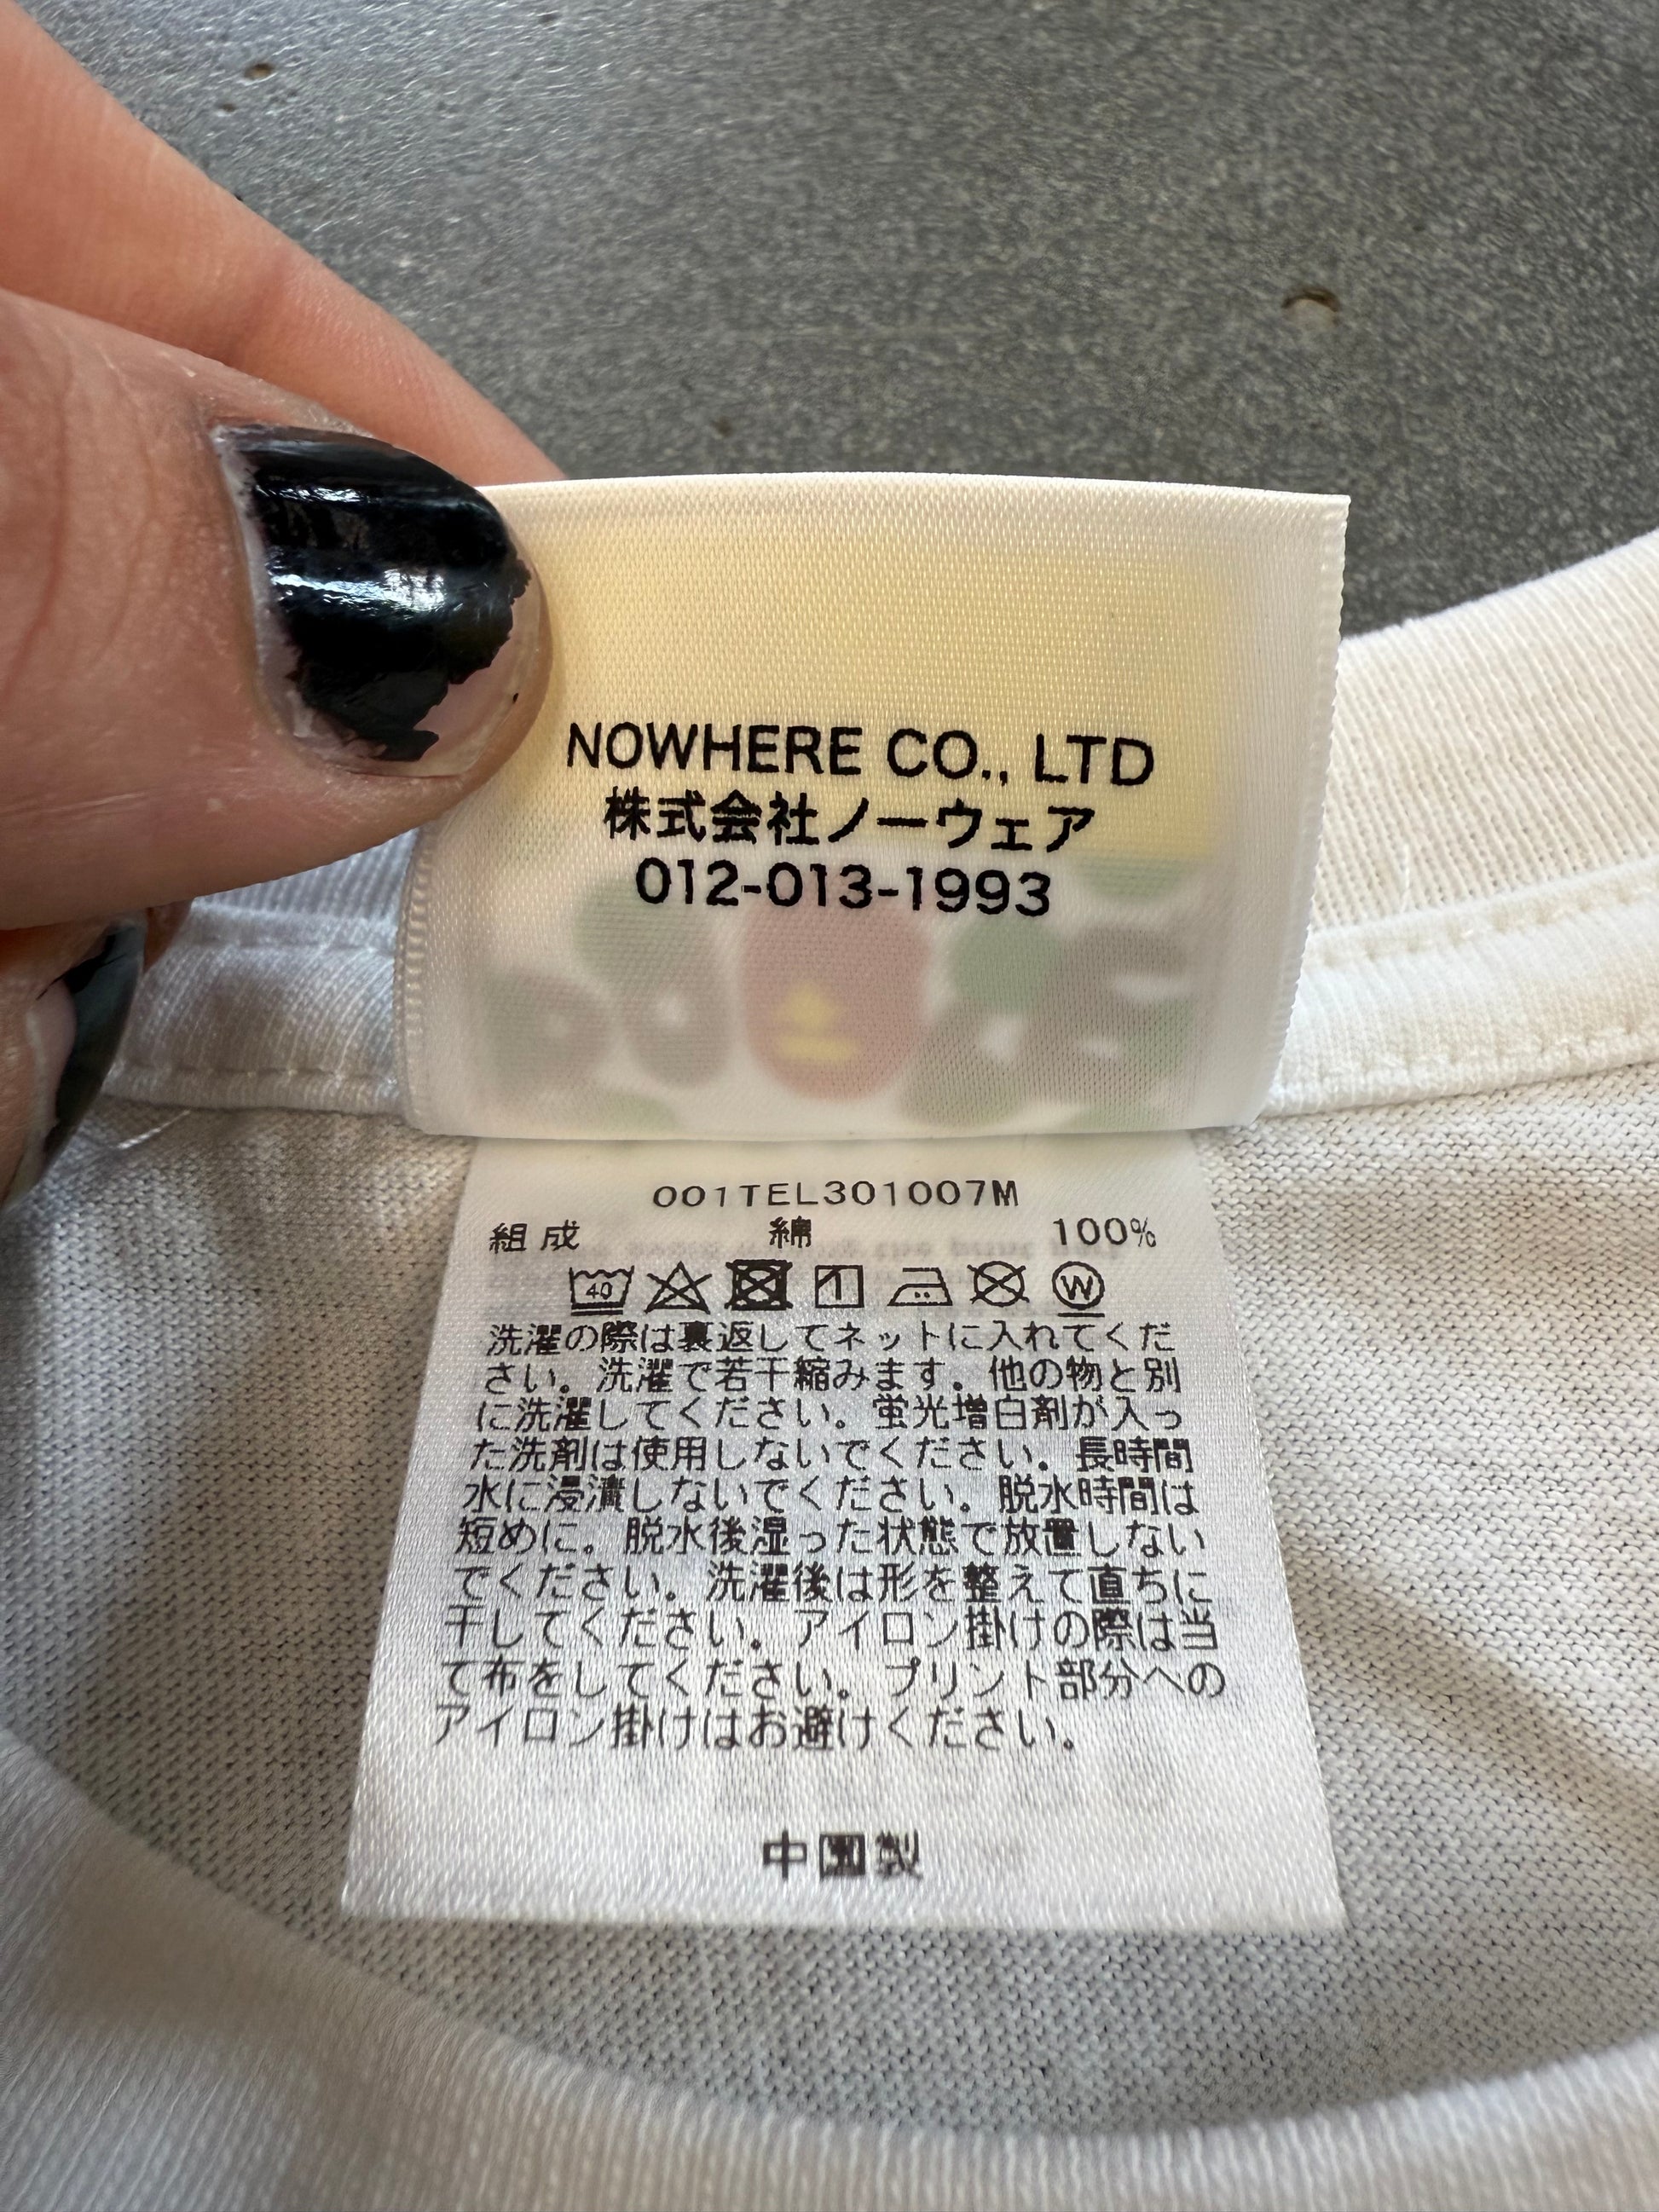 NOWHERE CO., LTD
株式会社ノーウェア
012-013-1993
001TEL301007M
組成 綿 100%
40 1 W
洗濯の際は裏返してネットに入れてくだ
さい。洗濯で若干縮みます。他の物と別
に洗濯してください。蛍光増白剤が入っ
た洗剤は使用しないでください。長時間
水に浸漬しないでください。脱水時間は
短めに。脱水後湿った状態で放置しない
でください。洗濯後は形を整えて直ちに
干してください。アイロン掛けの際は当
て布をしてください。プリント部分への
アイロン掛けはお避けください。
中国製